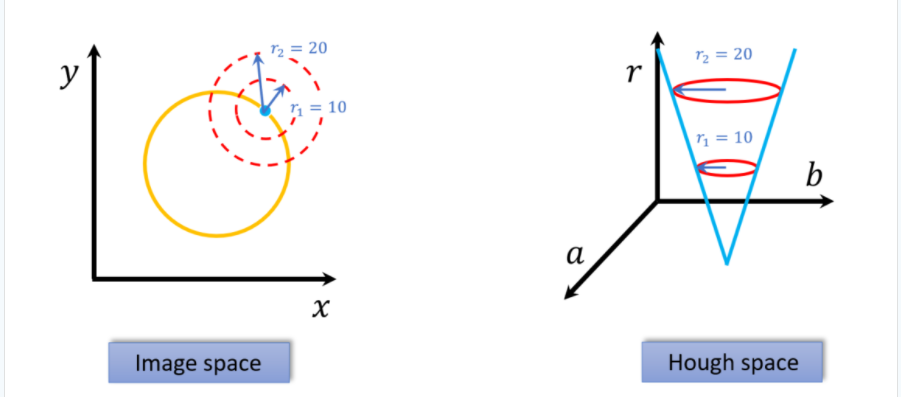 y
r₂ = 20
r₁ = 10
x
Image space
r
r₂ = 20
r₁ = 10
b
a
Hough space